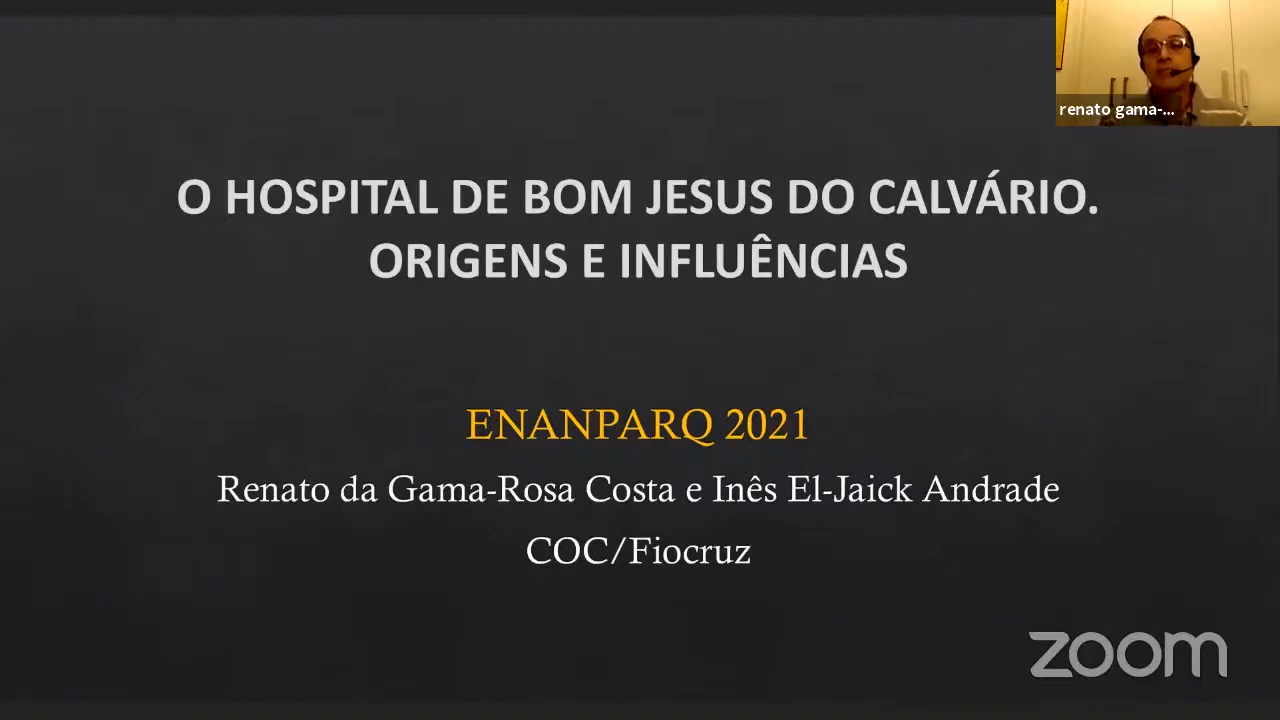 renato gama-...
O HOSPITAL DE BOM JESUS DO CALVÁRIO.
ORIGENS E INFLUÊNCIAS
ENANPARQ 2021
Renato da Gama-Rosa Costa e Inês El-Jaick Andrade
COC/Fiocruz
zoom